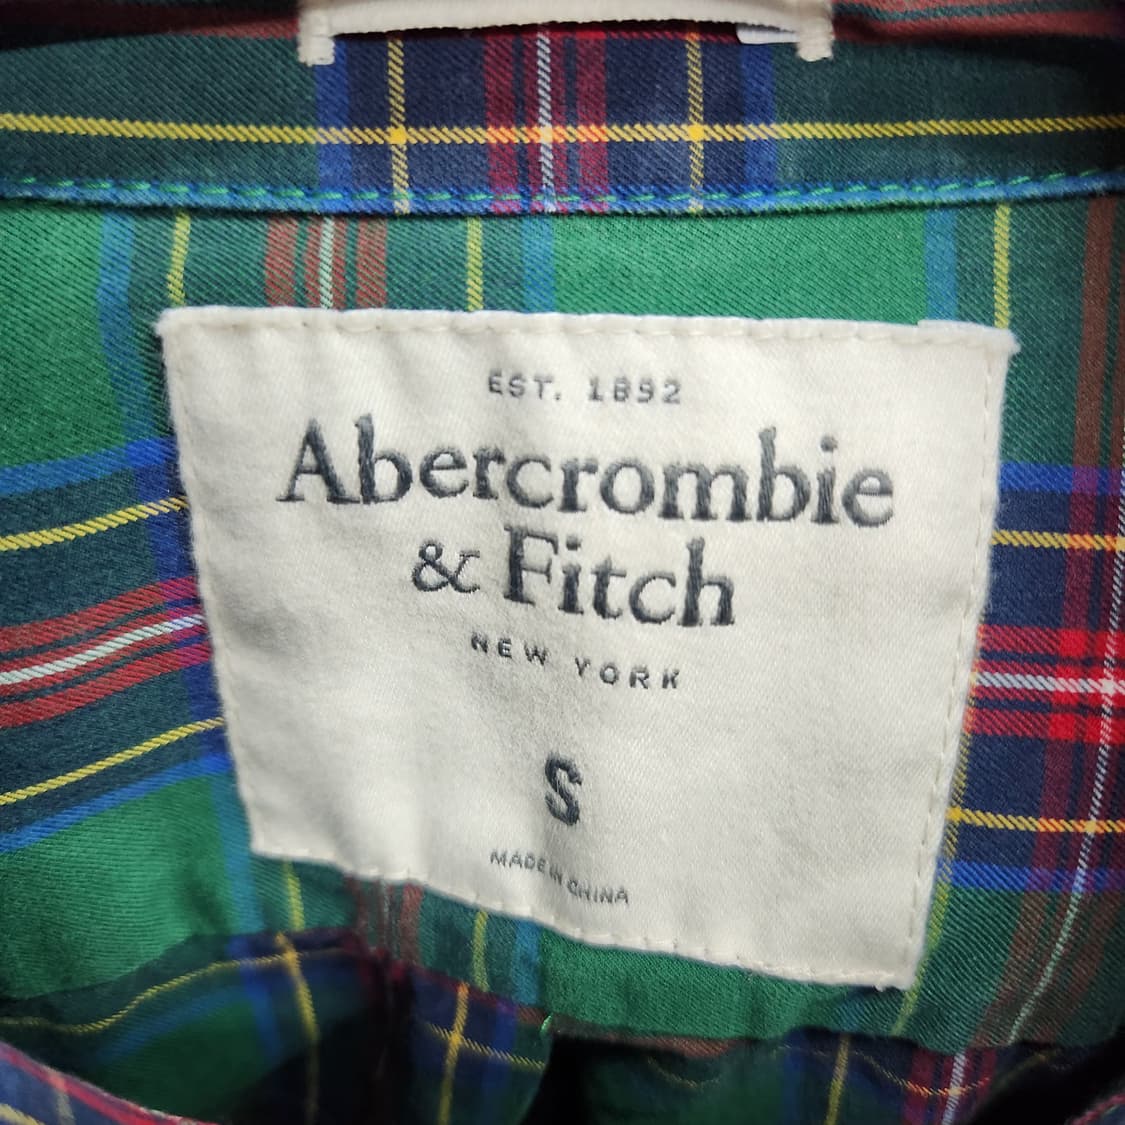 EST. 1892
Abercrombie
& Fitch
NEW YORK
S
MADE IN CHINA